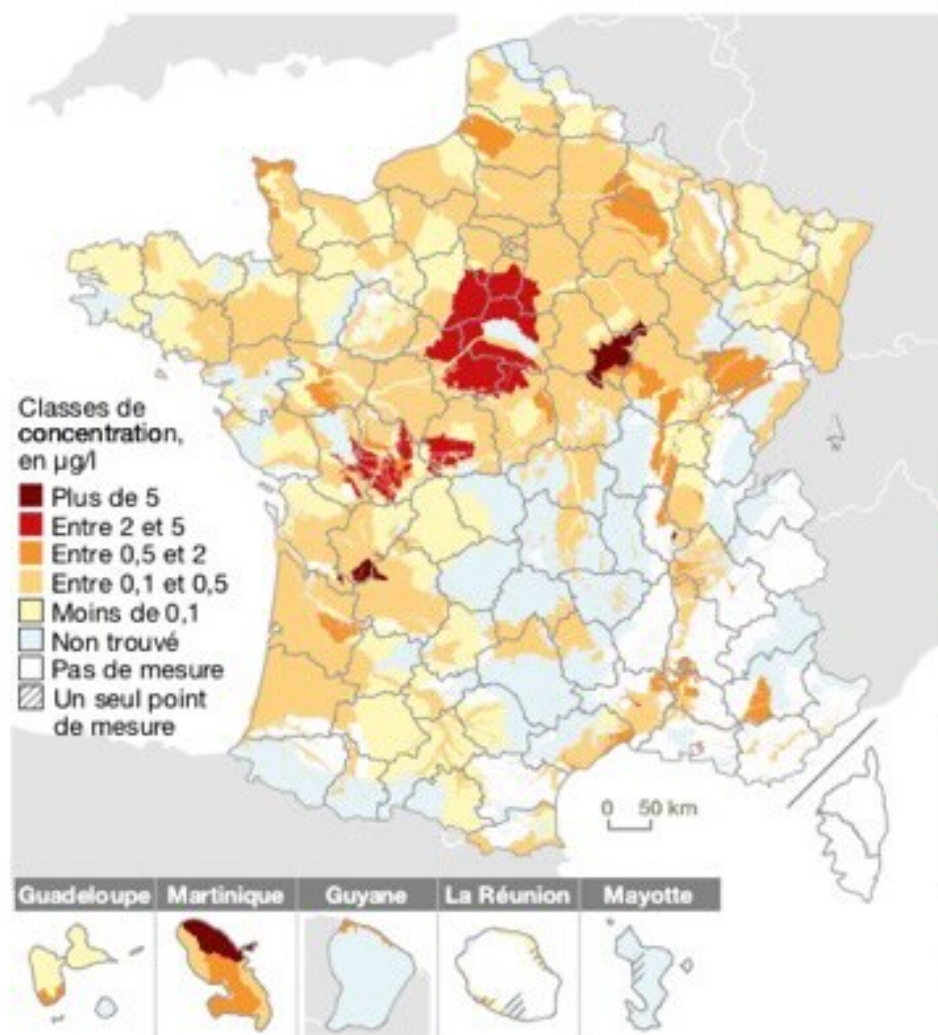 Classes de
concentration,
en µg/l
Plus de 5
Entre 2 et 5
Entre 0,5 et 2
Entre 0,1 et 0,5
Moins de 0,1
Non trouvé
Pas de mesure
Un seul point
de mesure
N
0 50 km
Guadeloupe Martinique Guyane La Réunion Mayotte